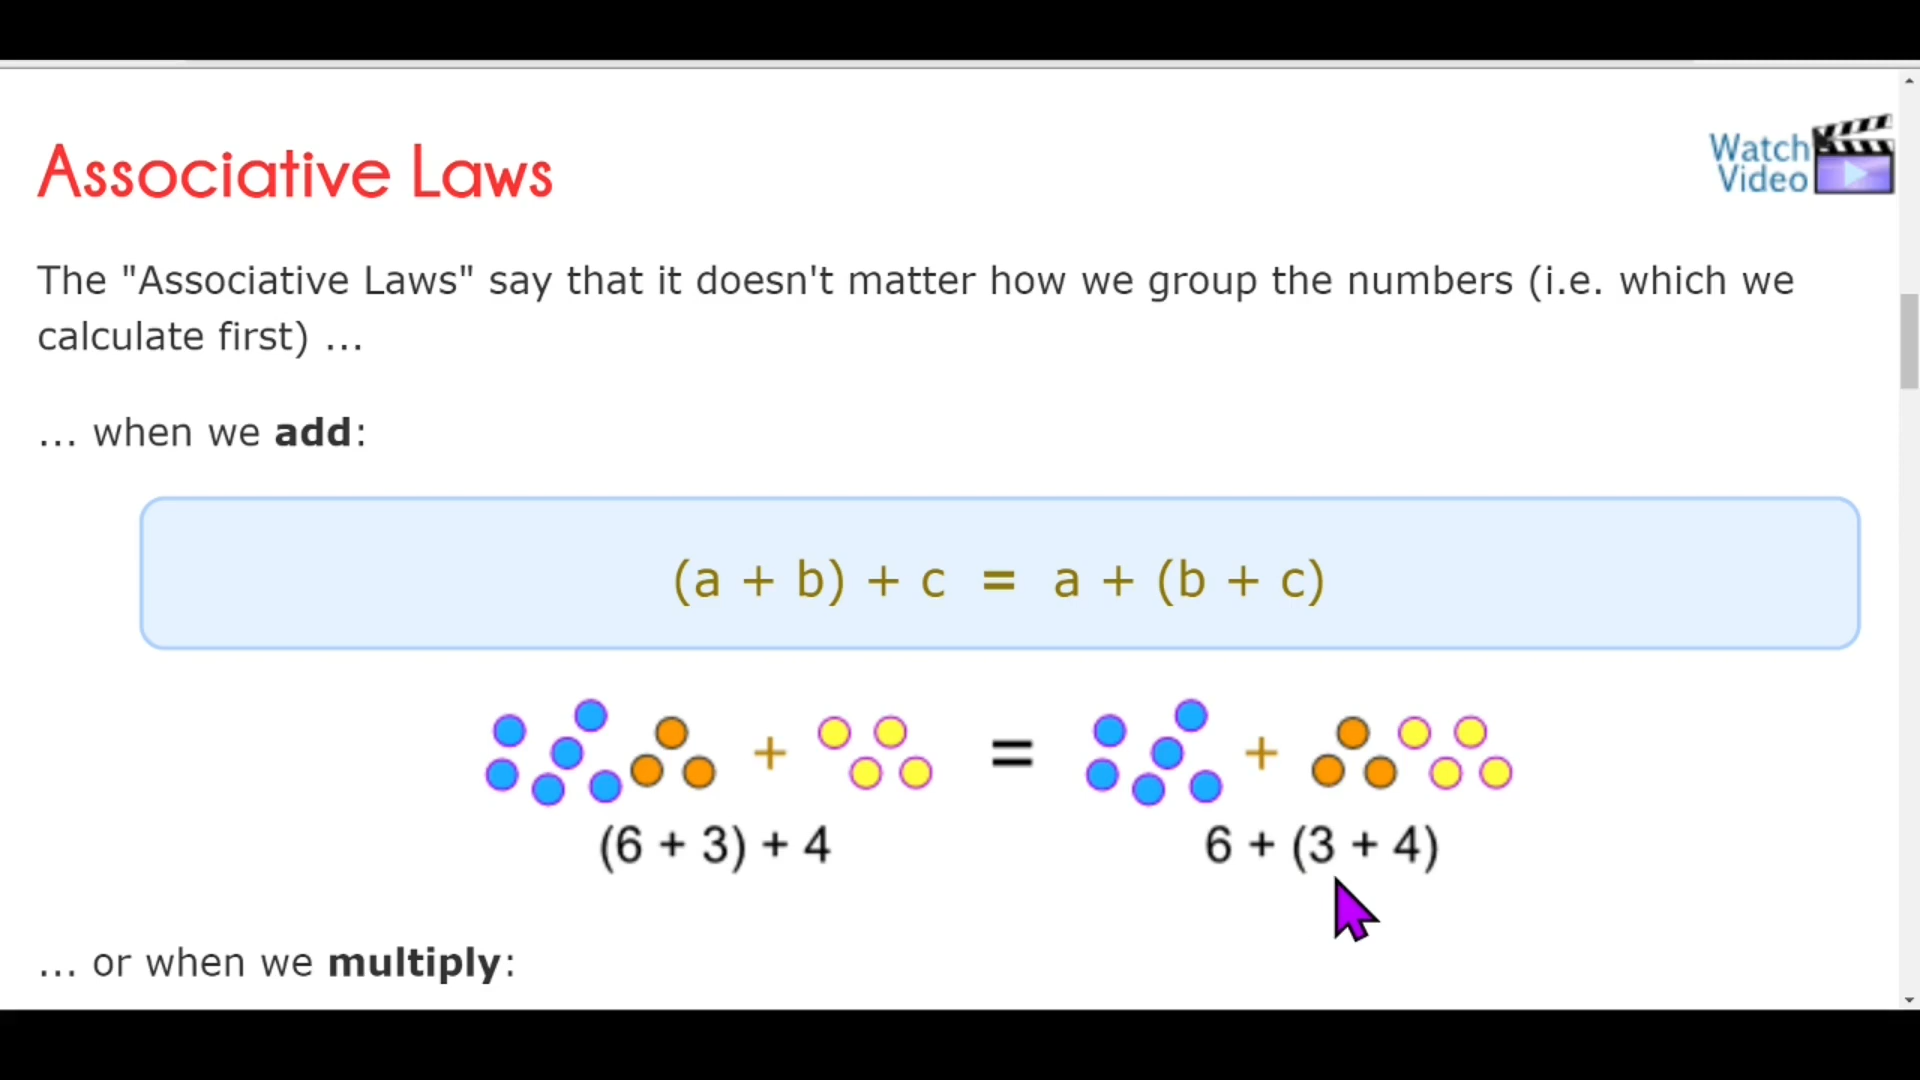 Associative Laws
Watch
Video
The "Associative Laws" say that it doesn't matter how we group the numbers (i.e. which we
calculate first) ...
... when we add:
(a + b) + c = a + (b + c)
+ = +
(6 + 3) + 4 6 + (3 + 4)
... or when we multiply: